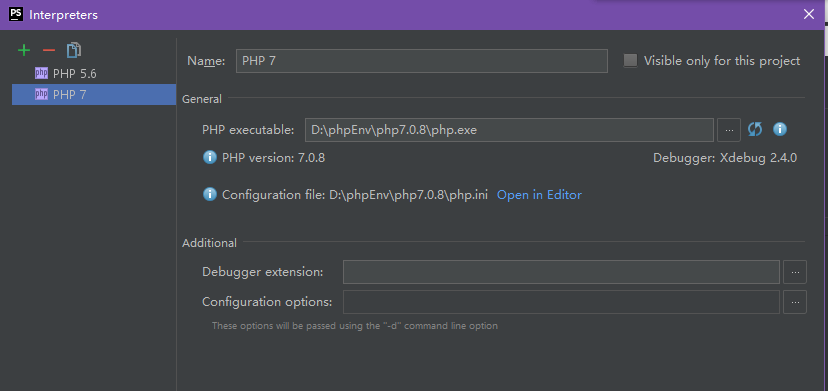 PS Interpreters
php PHP 5.6
php PHP 7
Name: PHP 7 Visible only for this project
General
PHP executable: D:\phpEnv\php7.0.8\php.exe ...
PHP version: 7.0.8 Debugger: Xdebug 2.4.0
Configuration file: D:\phpEnv\php7.0.8\php.ini Open in Editor
Additional
Debugger extension: ...
Configuration options: ...
These options will be passed using the "-d" command line option